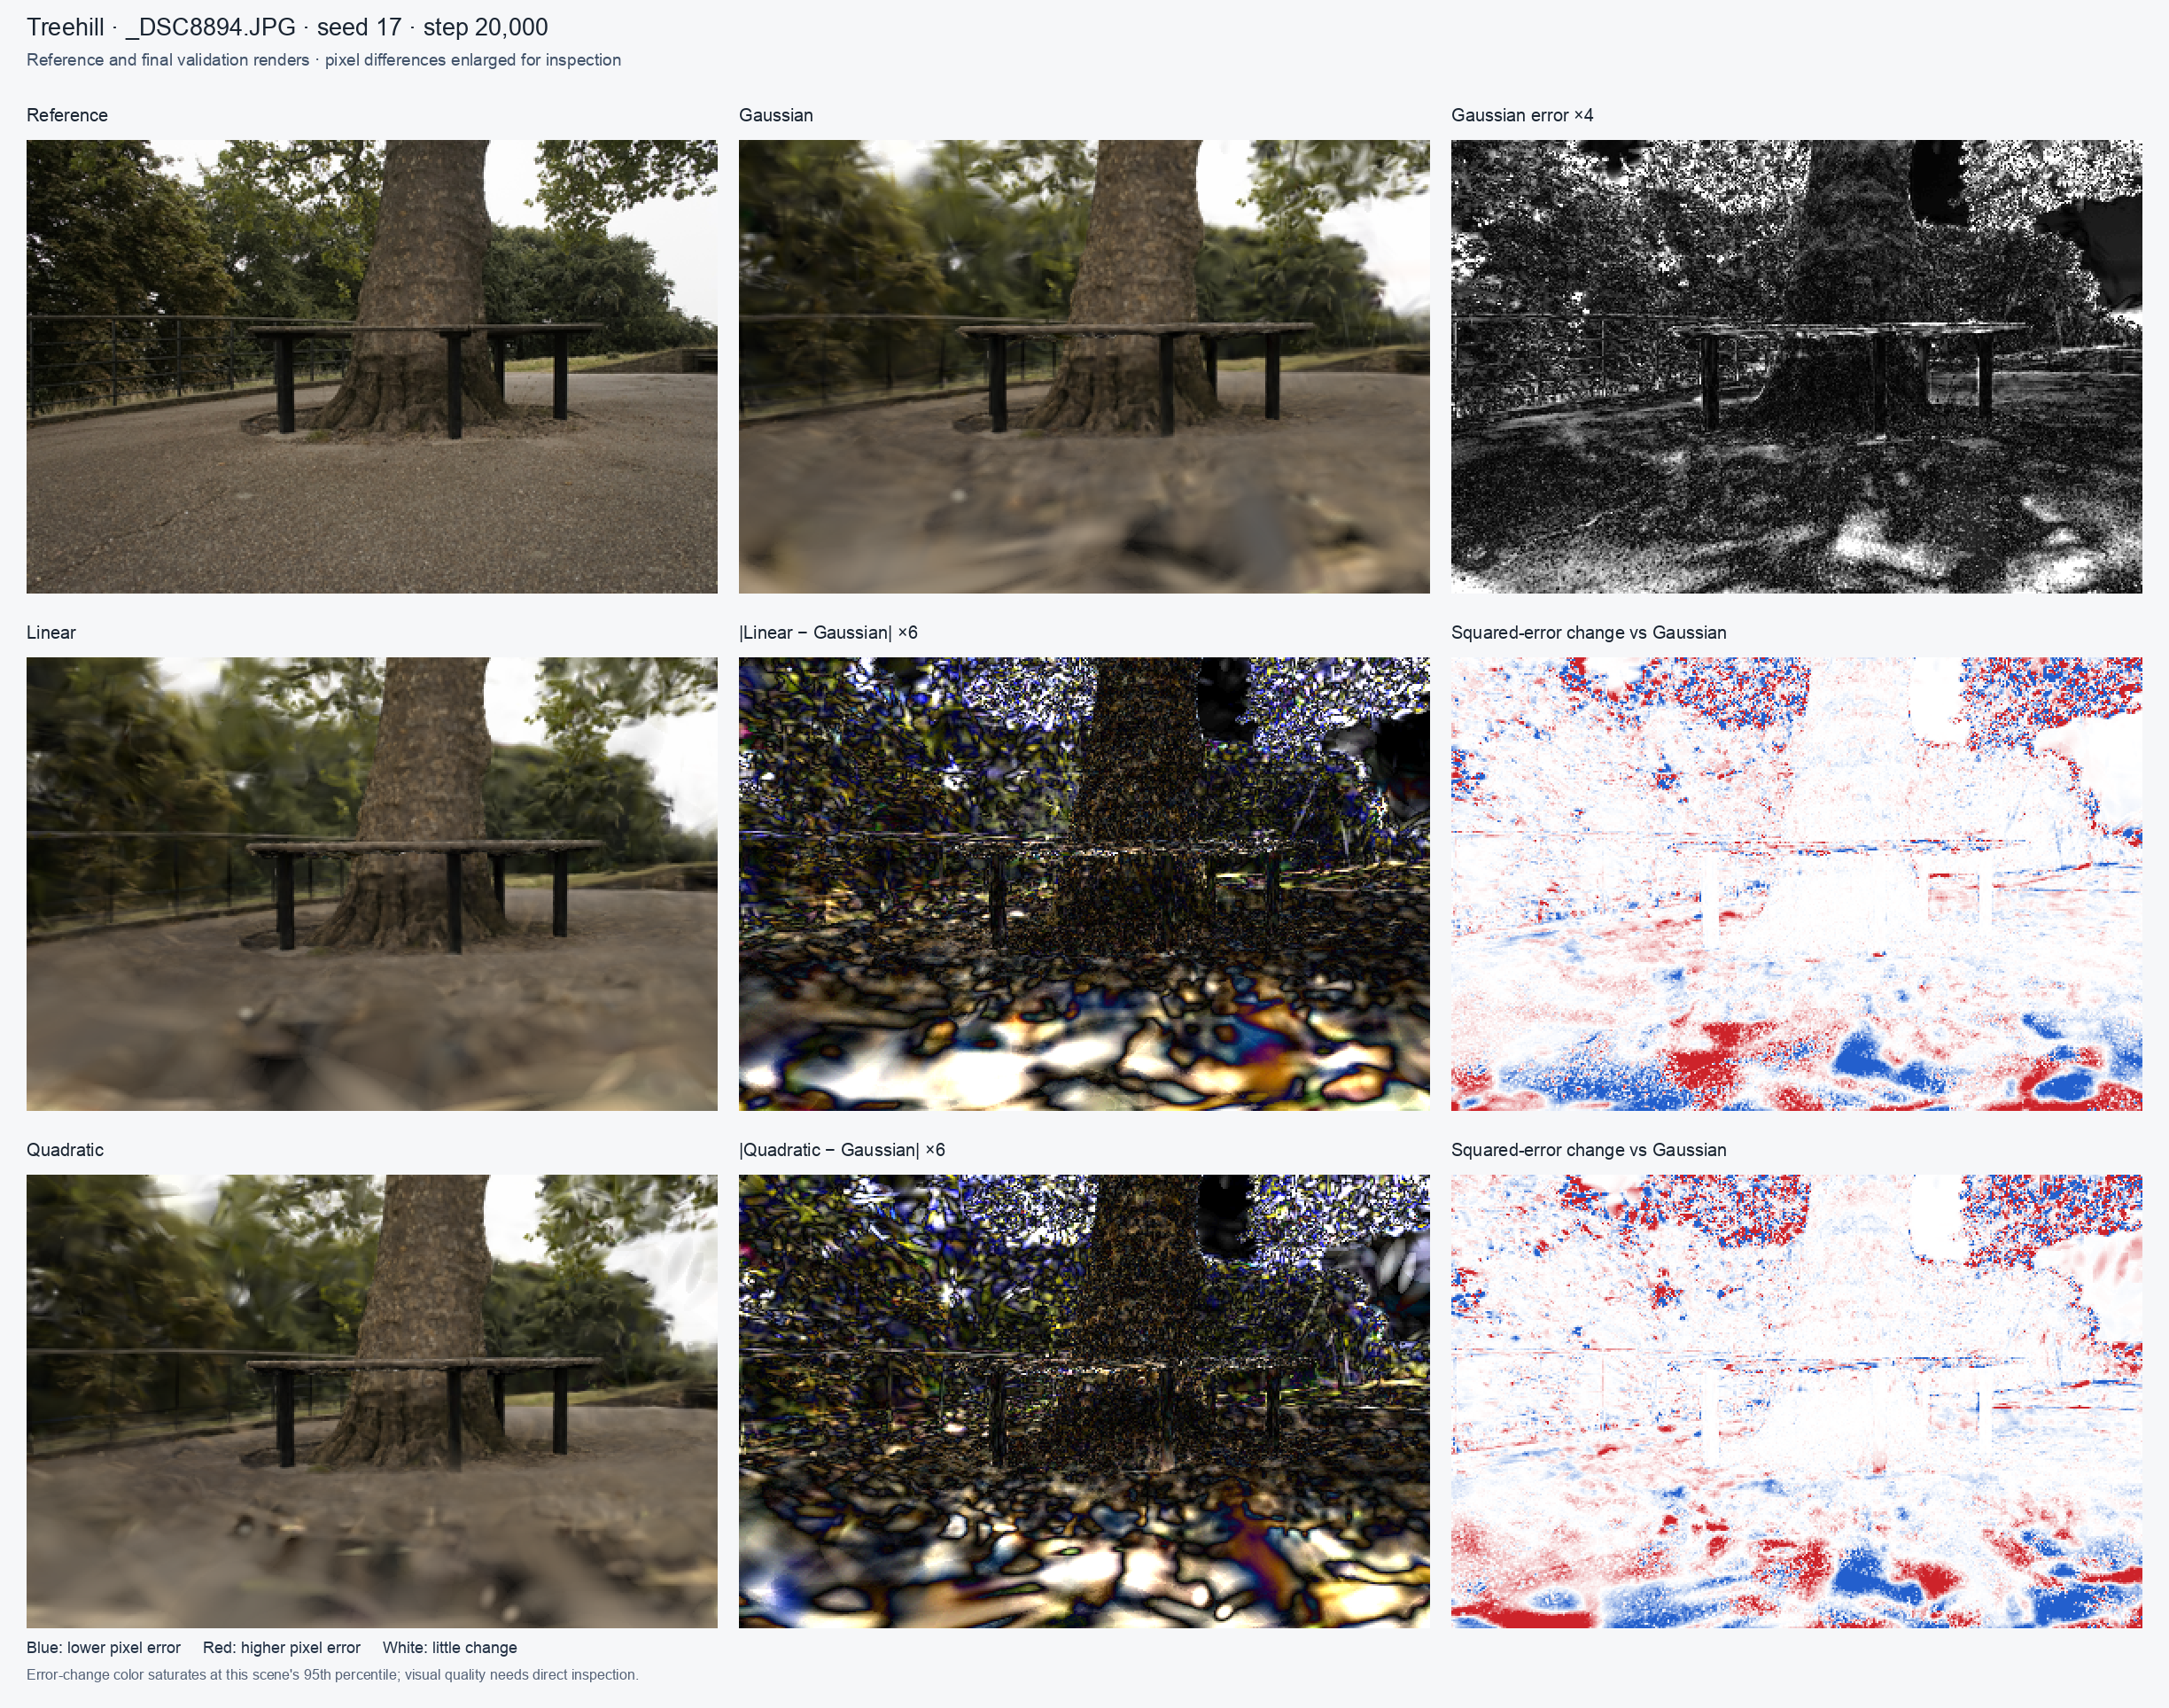 Treehill · _DSC8894.JPG · seed 17 · step 20,000
Reference and final validation renders · pixel differences enlarged for inspection
Reference
Gaussian
Gaussian error ×4
Linear
|Linear − Gaussian| ×6
Squared-error change vs Gaussian
Quadratic
|Quadratic − Gaussian| ×6
Squared-error change vs Gaussian
Blue: lower pixel error Red: higher pixel error White: little change
Error-change color saturates at this scene's 95th percentile; visual quality needs direct inspection.